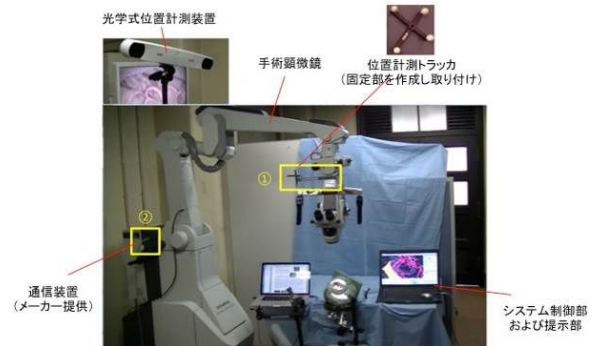 光学式位置計測装置
手術顕微鏡
位置計測トラッカ
(固定部を作成し取り付け)
①
②
通信装置
(メーカー提供)
システム制御部
および提示部